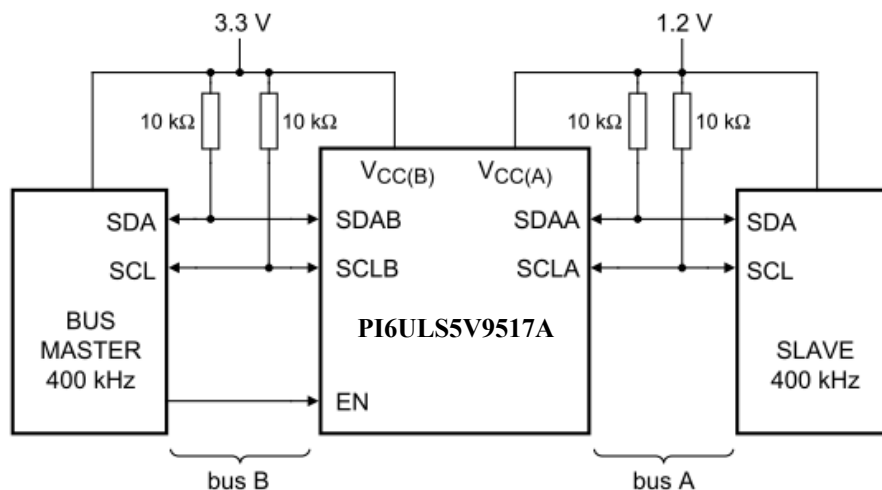 3.3 V 1.2 V
10 kΩ 10 kΩ 10 kΩ 10 kΩ
VCC(B) VCC(A)
SDA SDAB SDAA SDA
SCL SCLB SCLA SCL
PI6ULS5V9517A
BUS
MASTER
400 kHz
SLAVE
400 kHz
EN
bus B bus A